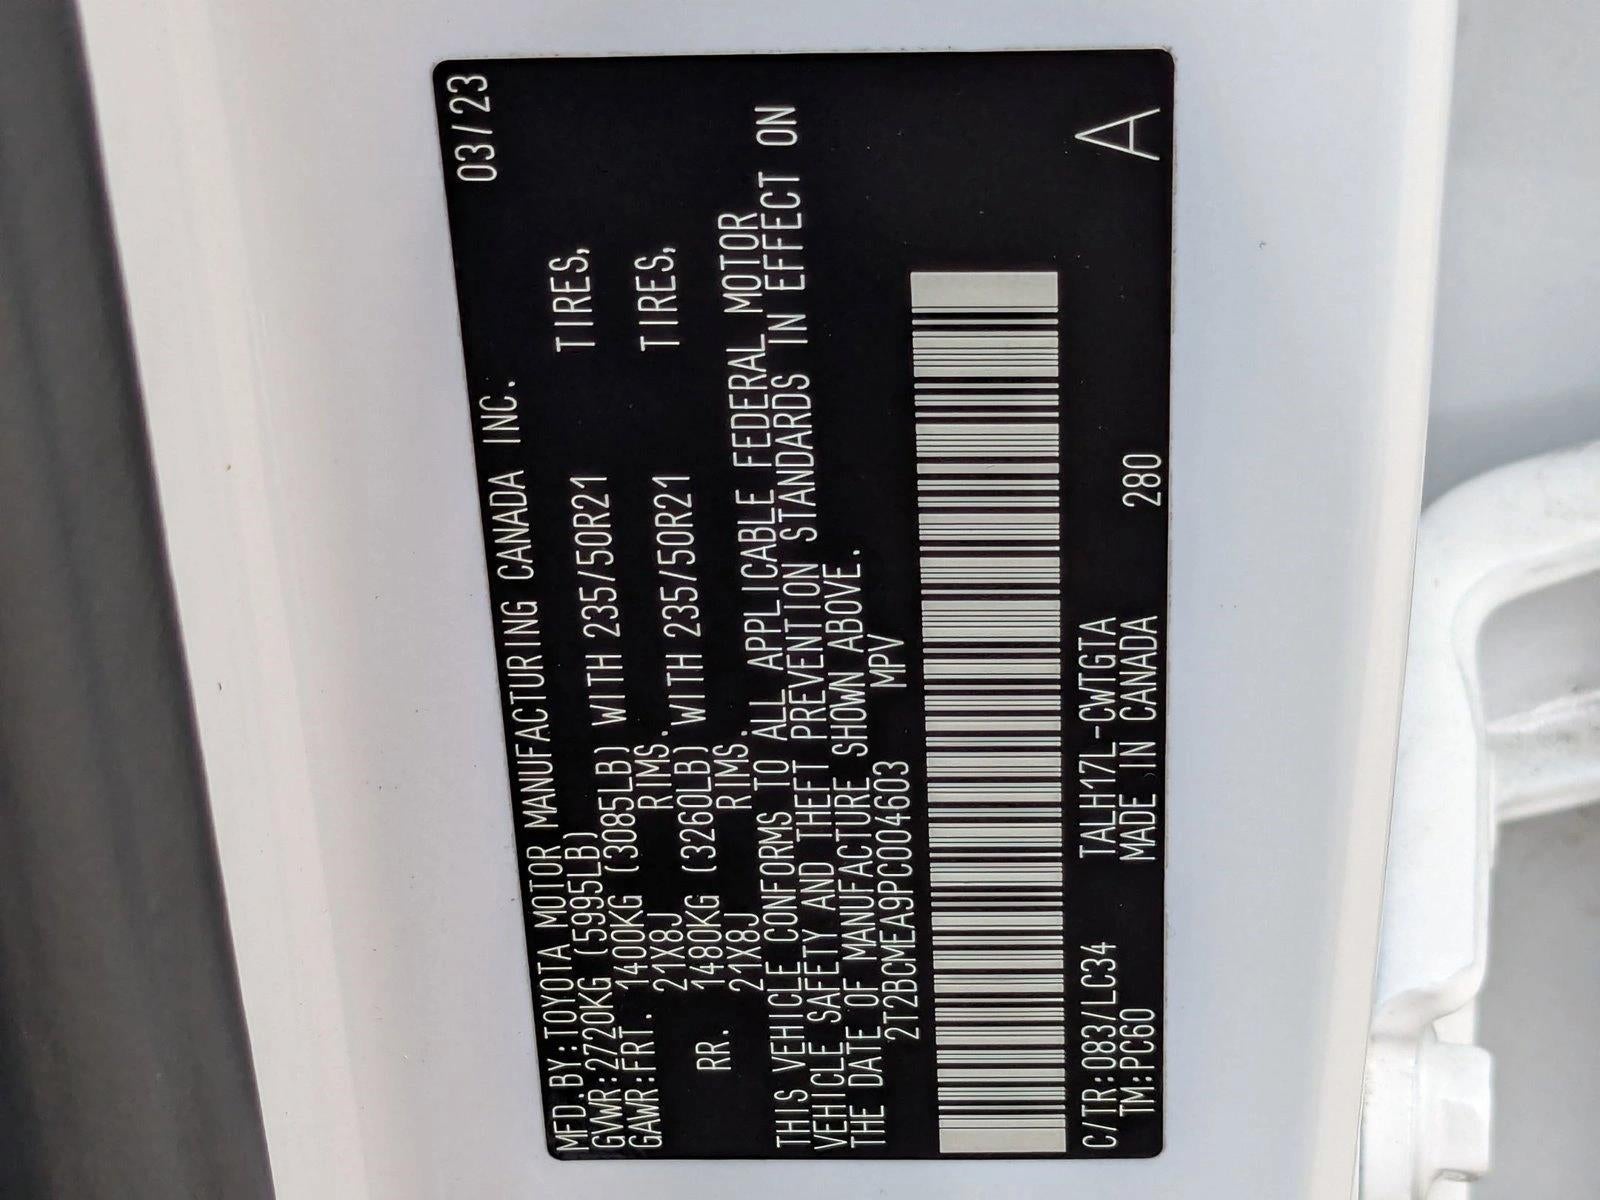 03/23
MFD.BY:TOYOTA MOTOR MANUFACTURING CANADA INC.
GVWR:2720KG (5995LB)
GAWR:FRT. 1400KG (3085LB) WITH 235/50R21 TIRES,
21X8J RIMS.
RR. 1480KG (3260LB) WITH 235/50R21 TIRES,
21X8J RIMS.
THIS VEHICLE CONFORMS TO ALL APPLICABLE FEDERAL MOTOR
VEHICLE SAFETY AND THEFT PREVENTION STANDARDS IN EFFECT ON
THE DATE OF MANUFACTURE SHOWN ABOVE.
2T2BCMEA9PC004603 MPV
C/TR:083/LC34 TALH17L-CWTGTA A
TM:PC60 MADE IN CANADA 280